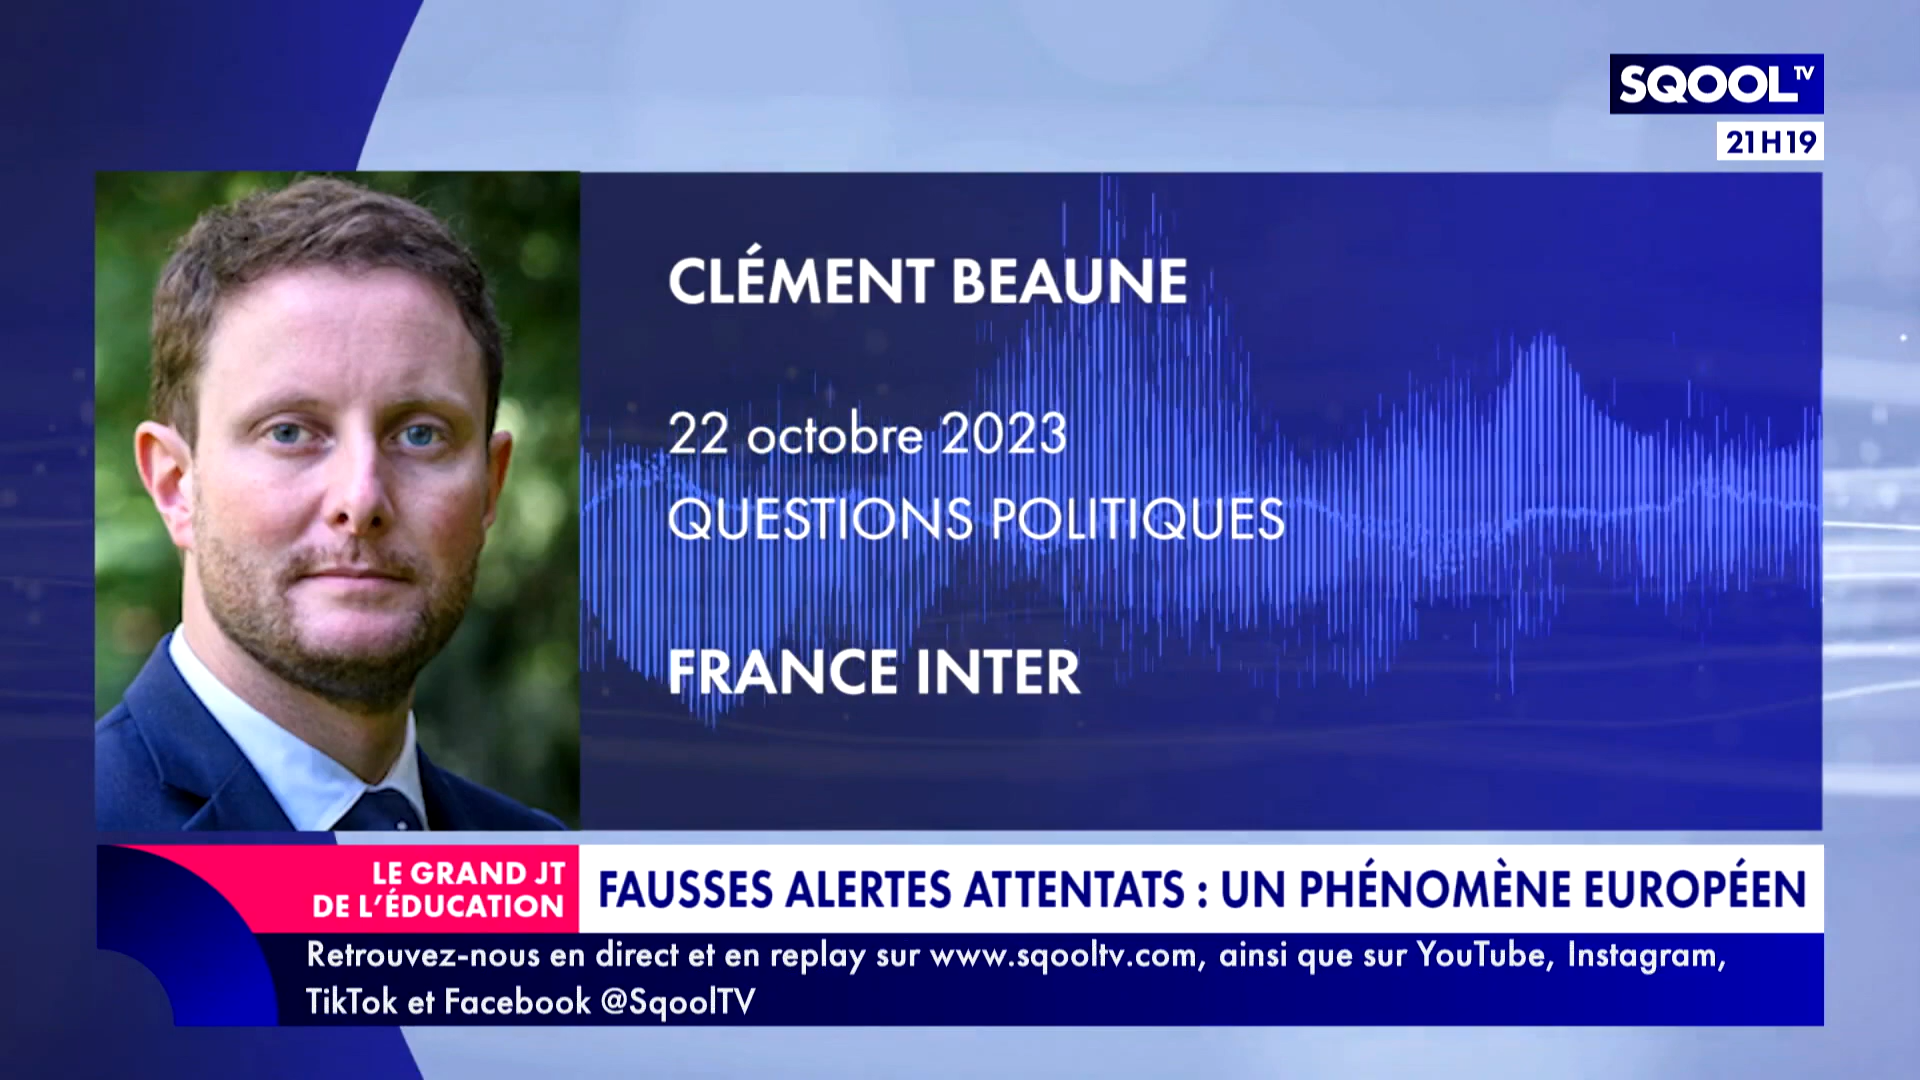 SQOOL TV
21H19
CLÉMENT BEAUNE
22 octobre 2023
QUESTIONS POLITIQUES
FRANCE INTER
LE GRAND JT
DE L'ÉDUCATION
FAUSSES ALERTES ATTENTATS : UN PHÉNOMÈNE EUROPÉEN
Retrouvez-nous en direct et en replay sur www.sqooltv.com, ainsi que sur YouTube, Instagram,
TikTok et Facebook @SqoolTV